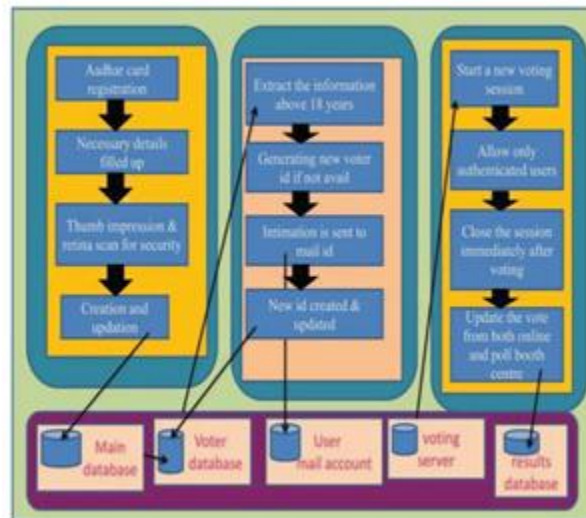 Aadhar card
registration
Necessary details
filled up
Thumb impression &
retina scan for security
Creation and
updation
Extract the information
above 18 years
Generating new voter
id if not avail
Intimation is sent to
mail id
New id created &
updated
Start a new voting
session
Allow only
authenticated users
Close the session
immediately after
voting
Update the vote
from both online
and poll booth
centre
Main
database
Voter
database
User
mail account
voting
server
results
database